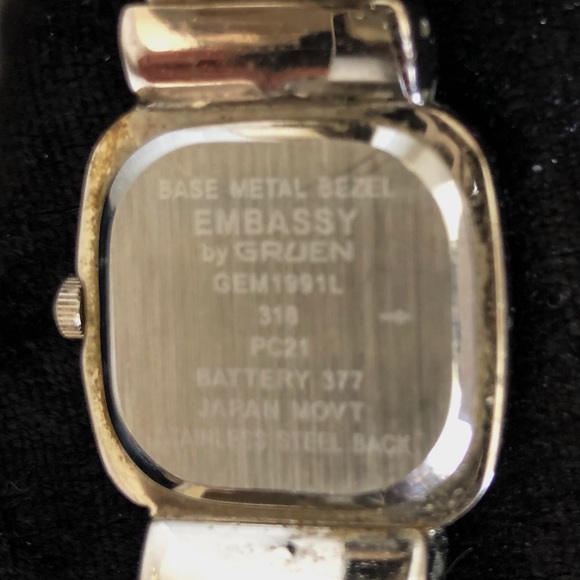 BASE METAL BEZEL
EMBASSY
by GRUEN
GEM1991L
318
PC21
BATTERY 377
JAPAN MOVT
STAINLESS STEEL BACK